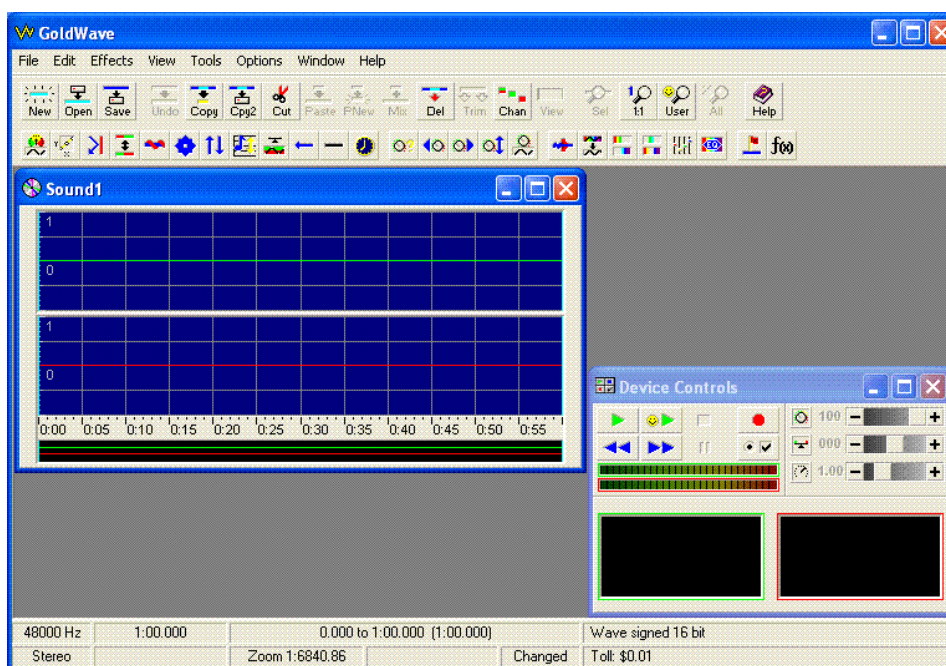 GoldWave
File Edit Effects View Tools Options Window Help
New Open Save Undo Copy Cpy2 Cut Paste PNew Mix Del Trim Chan View Sel 1:1 User All Help
f(x)
Sound1
1
0
1
0
0:00 0:05 0:10 0:15 0:20 0:25 0:30 0:35 0:40 0:45 0:50 0:55
Device Controls
100
000
1.00
48000 Hz 1:00.000 0.000 to 1:00.000 (1:00.000) Wave signed 16 bit
Stereo Zoom 1:6840.86 Changed Toll: $0.01